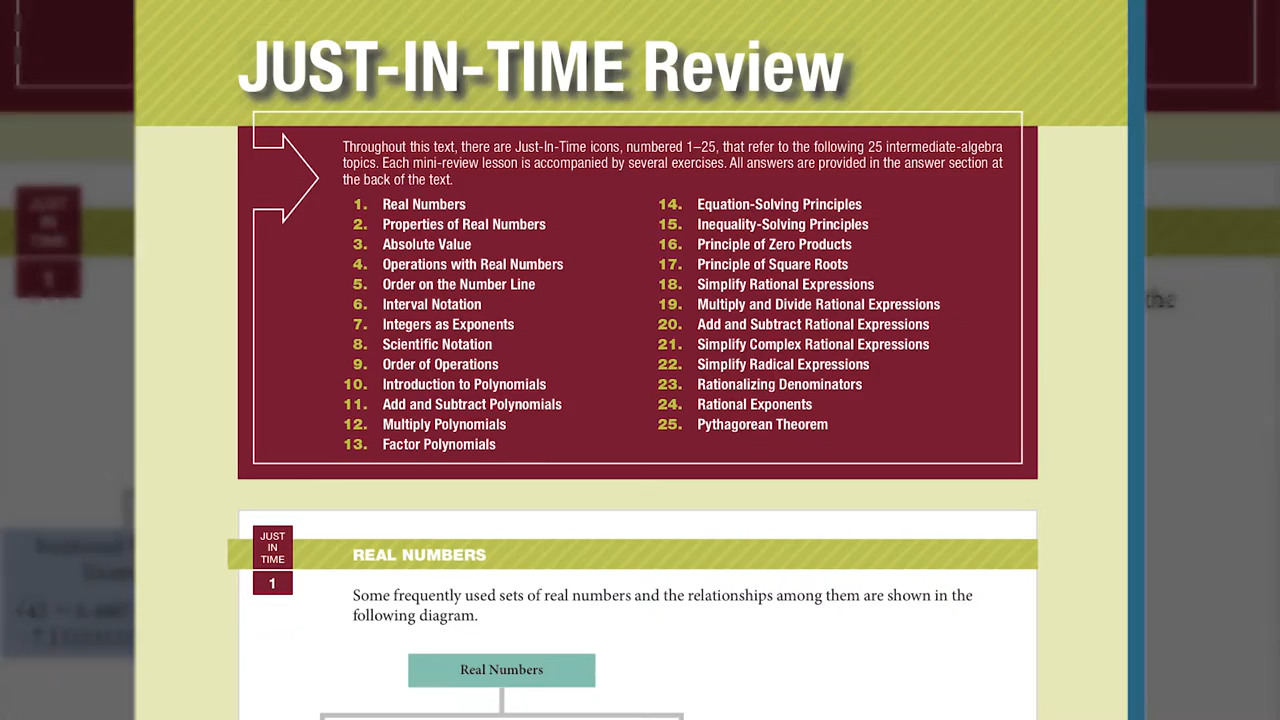 JUST-IN-TIME Review
Throughout this text, there are Just-In-Time icons, numbered 1–25, that refer to the following 25 intermediate-algebra
topics. Each mini-review lesson is accompanied by several exercises. All answers are provided in the answer section at
the back of the text.
1. Real Numbers
2. Properties of Real Numbers
3. Absolute Value
4. Operations with Real Numbers
5. Order on the Number Line
6. Interval Notation
7. Integers as Exponents
8. Scientific Notation
9. Order of Operations
10. Introduction to Polynomials
11. Add and Subtract Polynomials
12. Multiply Polynomials
13. Factor Polynomials
14. Equation-Solving Principles
15. Inequality-Solving Principles
16. Principle of Zero Products
17. Principle of Square Roots
18. Simplify Rational Expressions
19. Multiply and Divide Rational Expressions
20. Add and Subtract Rational Expressions
21. Simplify Complex Rational Expressions
22. Simplify Radical Expressions
23. Rationalizing Denominators
24. Rational Exponents
25. Pythagorean Theorem
JUST
IN
TIME
1
REAL NUMBERS
Some frequently used sets of real numbers and the relationships among them are shown in the
following diagram.
Real Numbers
JUST
IN
TIME
1
the